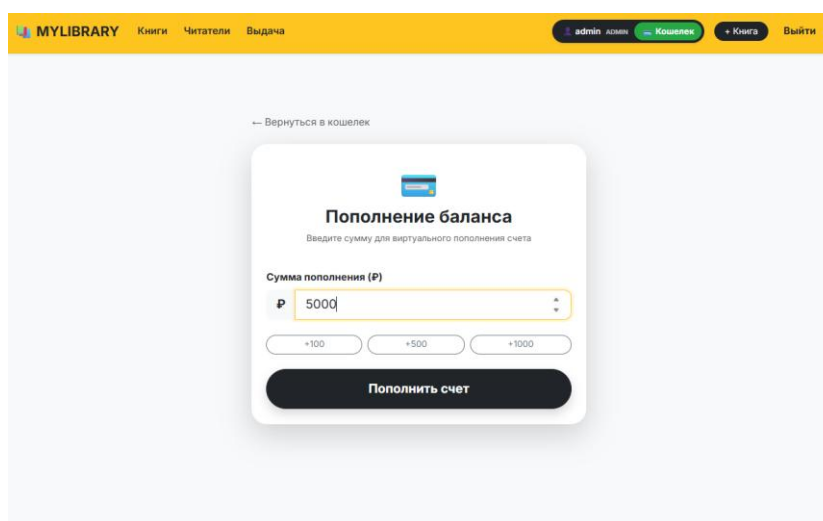 MYLIBRARY Книги Читатели Выдача admin ADMIN Кошелек + Книга Выйти
← Вернуться в кошелек
Пополнение баланса
Введите сумму для виртуального пополнения счета
Сумма пополнения (₽)
₽ 5000
+100 +500 +1000
Пополнить счет